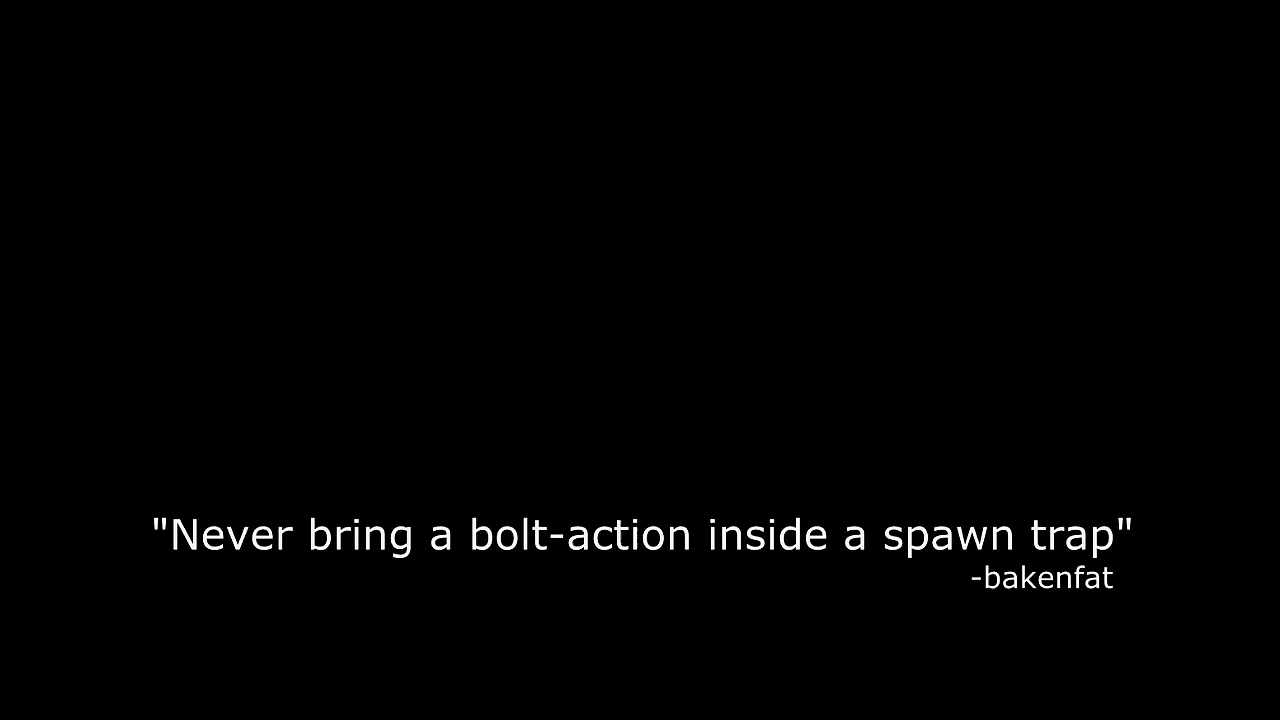 "Never bring a bolt-action inside a spawn trap"
-bakenfat